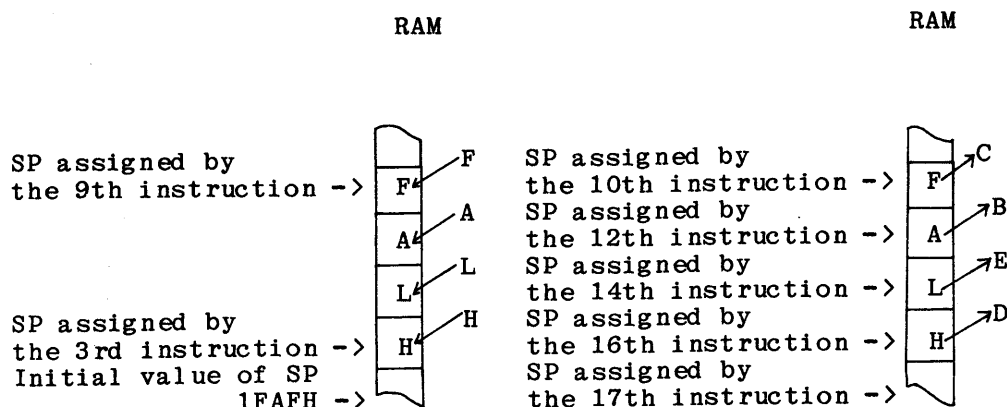 RAM
SP assigned by
the 9th instruction ->
F
F
A
A
L
L
SP assigned by
the 3rd instruction ->
H
H
Initial value of SP
1FAFH ->
RAM
SP assigned by
the 10th instruction ->
F
C
SP assigned by
the 12th instruction ->
A
B
SP assigned by
the 14th instruction ->
L
E
SP assigned by
the 16th instruction ->
H
D
SP assigned by
the 17th instruction ->